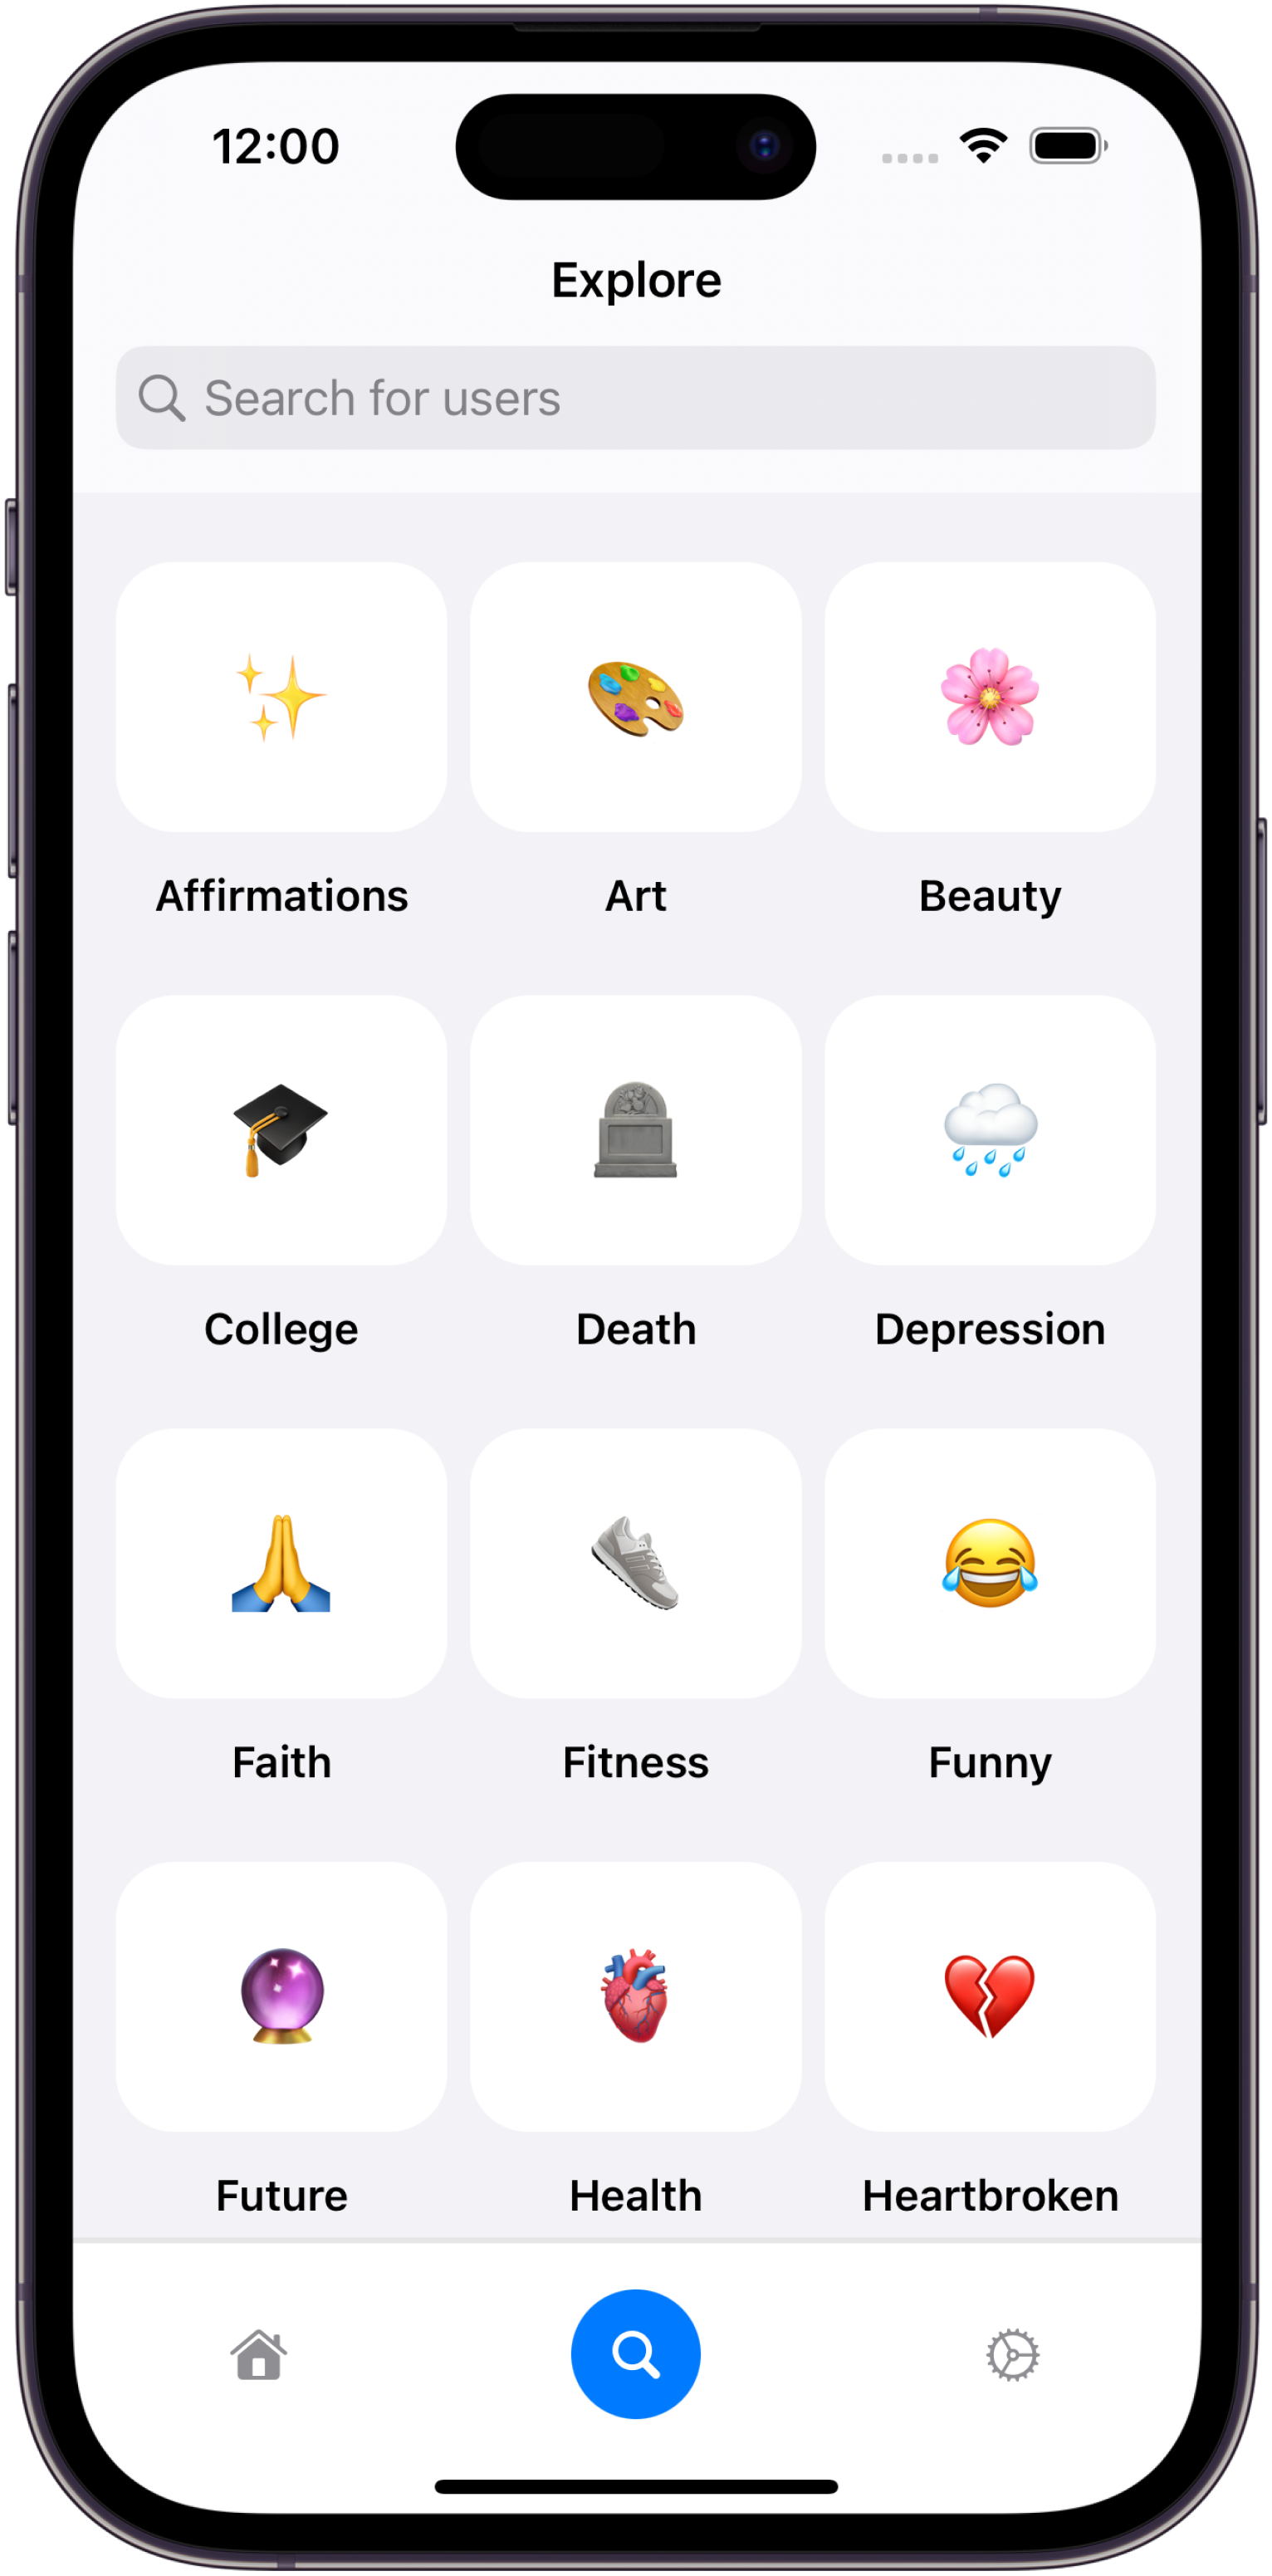 12:00
Explore
Search for users
Affirmations Art Beauty
College Death Depression
Faith Fitness Funny
Future Health Heartbroken